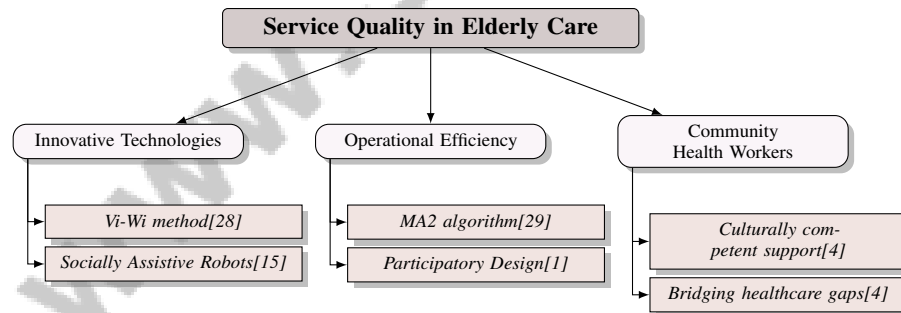 Service Quality in Elderly Care
Innovative Technologies
Operational Efficiency
Community
Health Workers
Vi-Wi method[28]
Socially Assistive Robots[15]
MA2 algorithm[29]
Participatory Design[1]
Culturally com-
petent support[4]
Bridging healthcare gaps[4]
www.